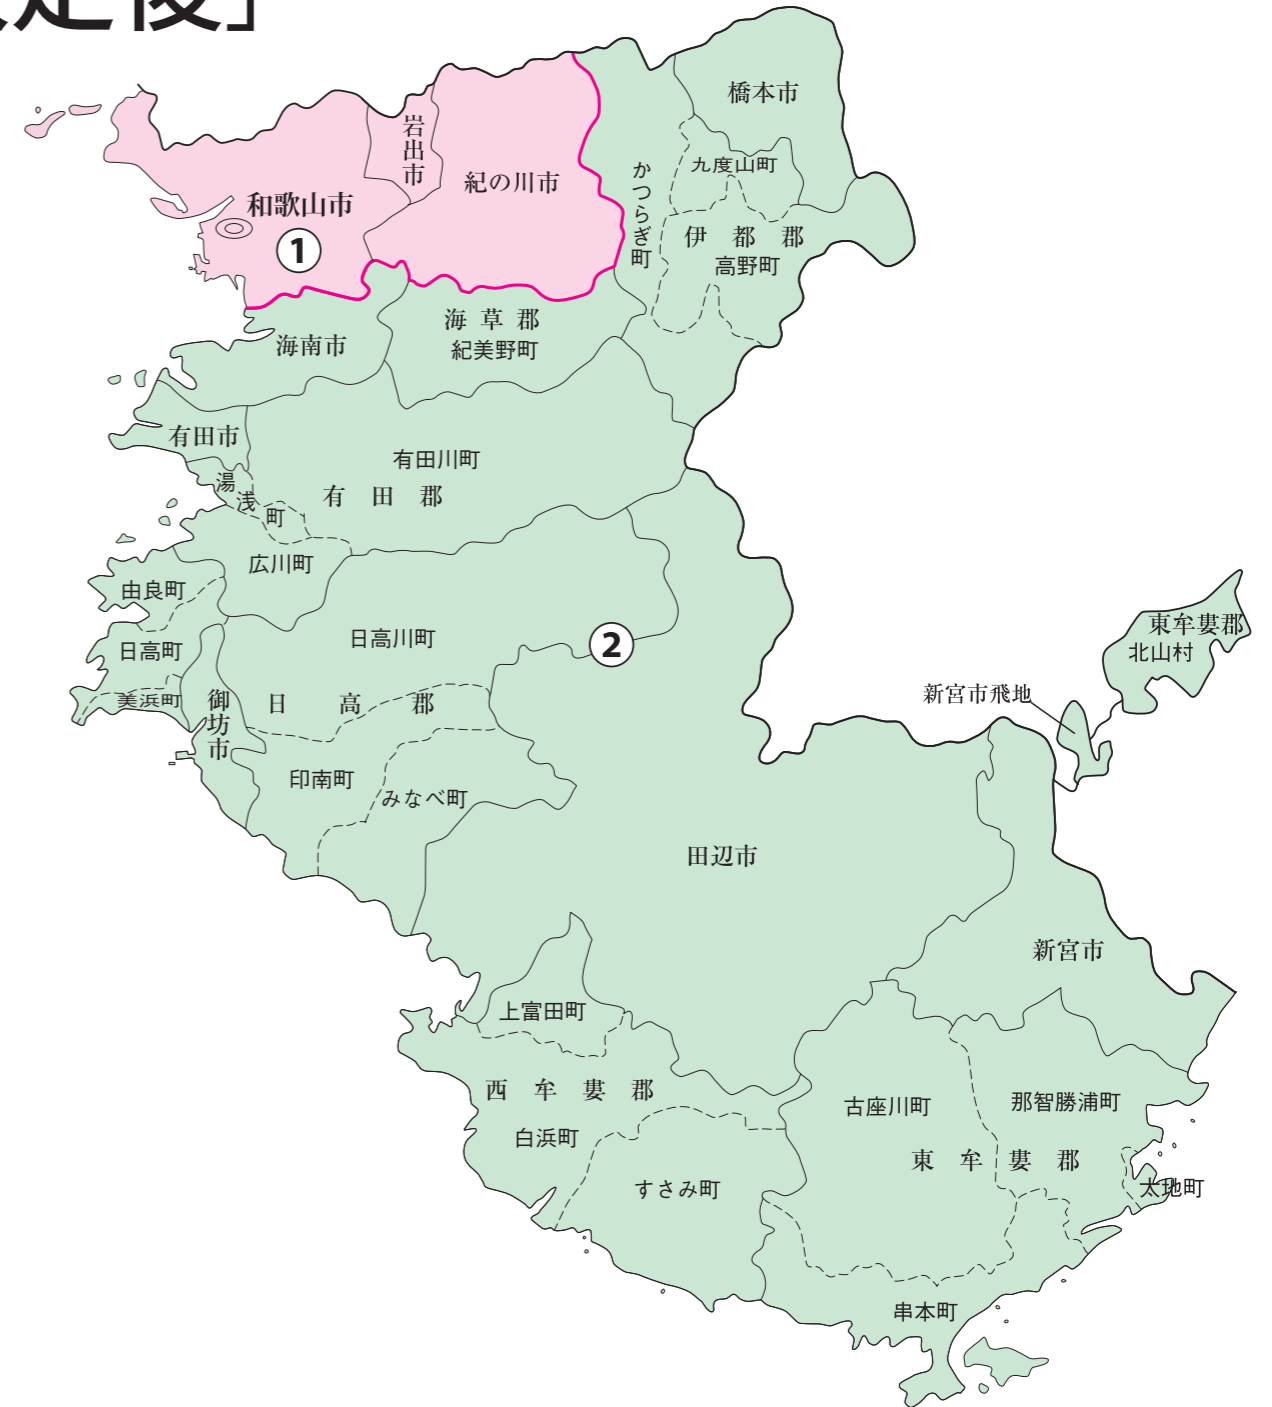 定後」
橋本市
岩出市
九度山町
かつらぎ町
紀の川市
和歌山市
伊都郡
高野町
①
海草郡
紀美野町
海南市
有田市
有田川町
有田郡
湯浅町
広川町
由良町
日高川町
②
日高町
美浜町
御坊市
日高郡
印南町
みなべ町
東牟婁郡
北山村
新宮市飛地
田辺市
新宮市
上富田町
西牟婁郡
白浜町
すさみ町
古座川町
那智勝浦町
東牟婁郡
太地町
串本町